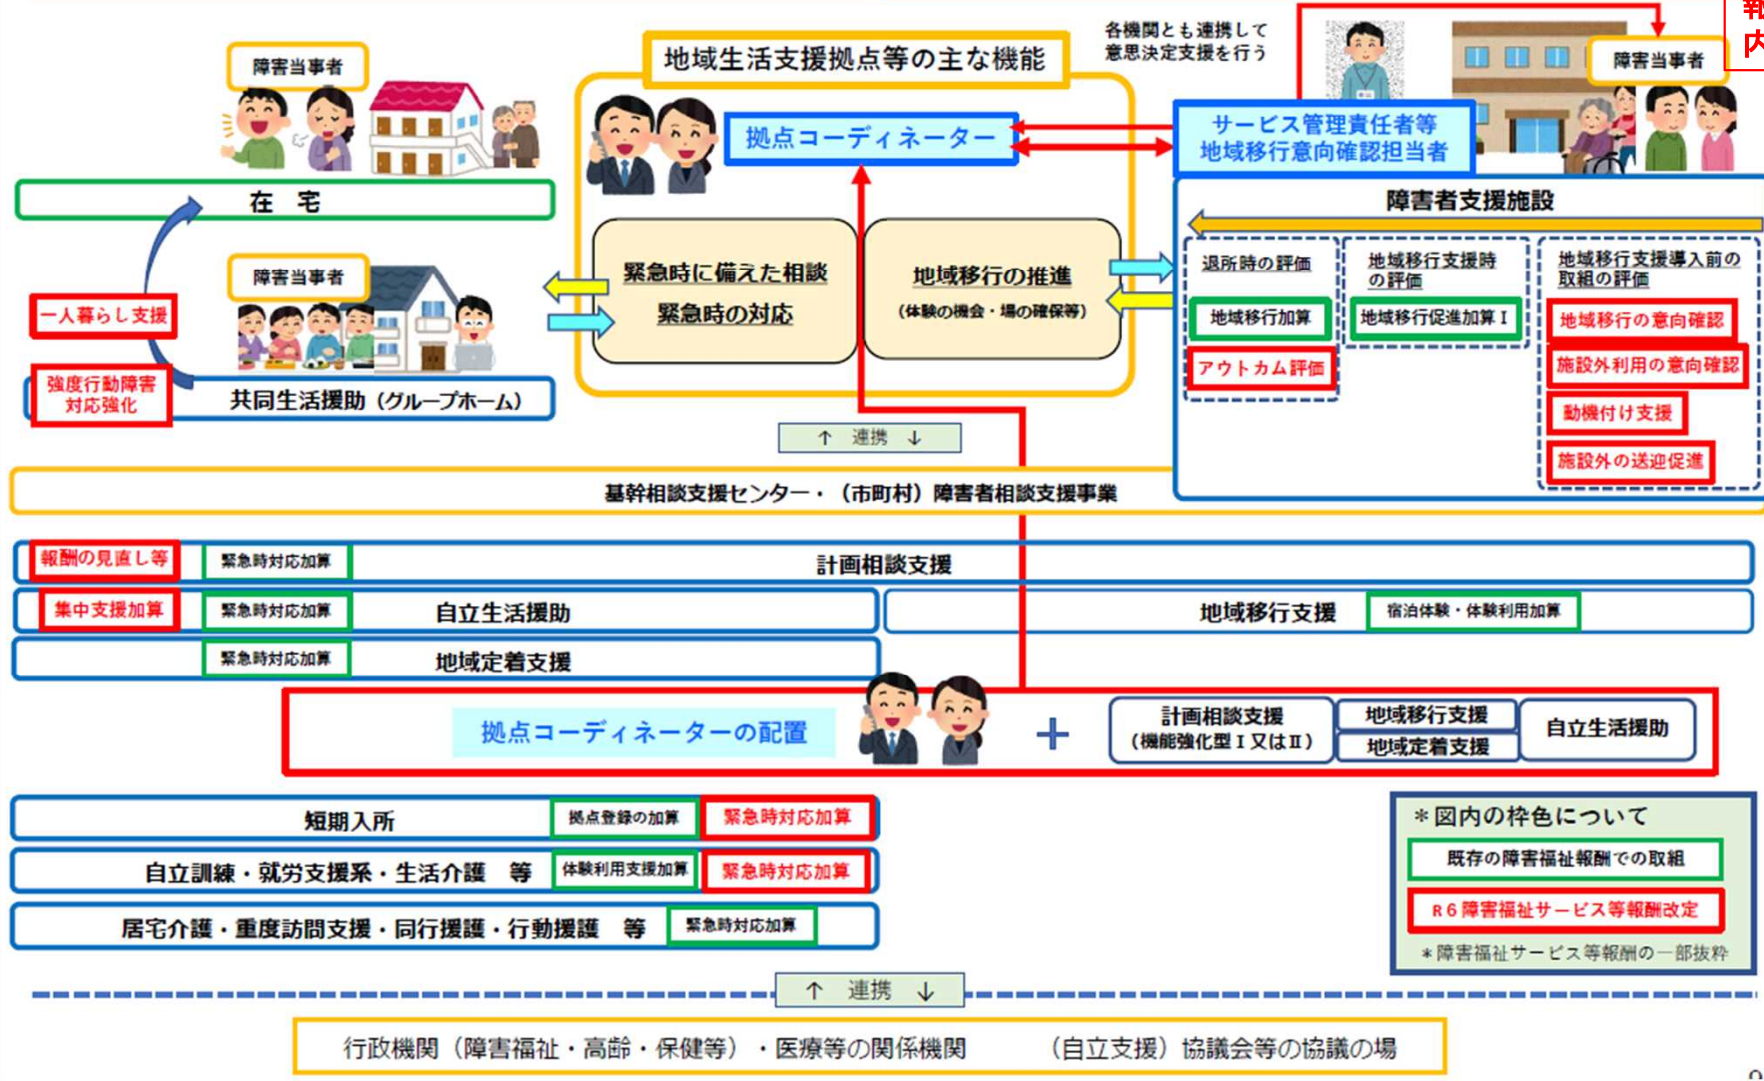 報
内
各機関とも連携して
意思決定支援を行う
障害当事者
地域生活支援拠点等の主な機能
障害当事者
拠点コーディネーター
サービス管理責任者等
地域移行意向確認担当者
在　宅
障害者支援施設
障害当事者
緊急時に備えた相談
緊急時の対応
地域移行の推進
（体験の機会・場の確保等）
退所時の評価
地域移行加算
アウトカム評価
地域移行支援時
の評価
地域移行促進加算Ⅰ
地域移行支援導入前の
取組の評価
地域移行の意向確認
施設外利用の意向確認
動機付け支援
施設外の送迎促進
一人暮らし支援
強度行動障害
対応強化
共同生活援助（グループホーム）
↑　連携　↓
基幹相談支援センター・（市町村）障害者相談支援事業
報酬の見直し等　緊急時対応加算　計画相談支援
集中支援加算　緊急時対応加算　自立生活援助
地域移行支援　宿泊体験・体験利用加算
緊急時対応加算　地域定着支援
拠点コーディネーターの配置
＋
計画相談支援
（機能強化型Ⅰ又はⅡ）
地域移行支援
地域定着支援
自立生活援助
短期入所　拠点登録の加算　緊急時対応加算
自立訓練・就労支援系・生活介護　等　体験利用支援加算　緊急時対応加算
居宅介護・重度訪問支援・同行援護・行動援護　等　緊急時対応加算
＊図内の枠色について
既存の障害福祉報酬での取組
R６障害福祉サービス等報酬改定
＊障害福祉サービス等報酬の一部抜粋
↑　連携　↓
行政機関（障害福祉・高齢・保健等）・医療等の関係機関　　（自立支援）協議会等の協議の場